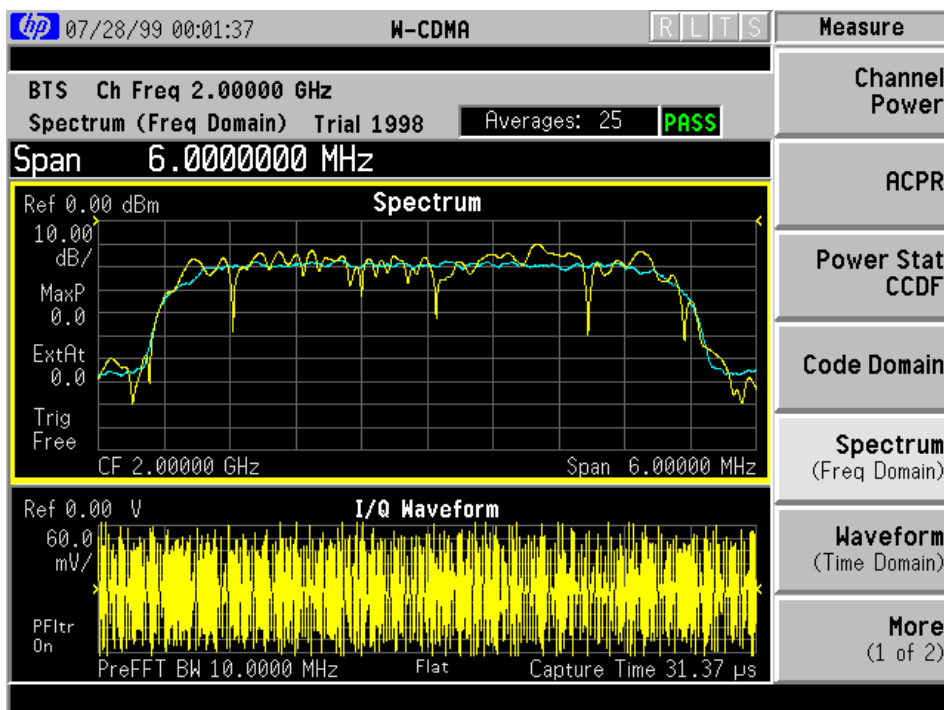 hp 07/28/99 00:01:37 W-CDMA R L T S Measure
BTS Ch Freq 2.00000 GHz
Spectrum (Freq Domain) Trial 1998 Averages: 25 PASS
Span 6.0000000 MHz
Ref 0.00 dBm Spectrum
10.00
dB/
MaxP
0.0
ExtAt
0.0
Trig
Free
CF 2.00000 GHz Span 6.00000 MHz
Ref 0.00 V I/Q Waveform
60.0
mV/
PFltr
On
PreFFT BW 10.0000 MHz Flat Capture Time 31.37 µs
Channel
Power
ACPR
Power Stat
CCDF
Code Domain
Spectrum
(Freq Domain)
Waveform
(Time Domain)
More
(1 of 2)